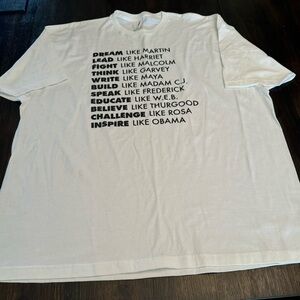 DREAM LIKE MARTIN
LEAD LIKE HARRIET
FIGHT LIKE MALCOLM
THINK LIKE GARVEY
WRITE LIKE MAYA
BUILD LIKE MADAM C.J.
SPEAK LIKE FREDERICK
EDUCATE LIKE W.E.B.
BELIEVE LIKE THURGOOD
CHALLENGE LIKE ROSA
INSPIRE LIKE OBAMA